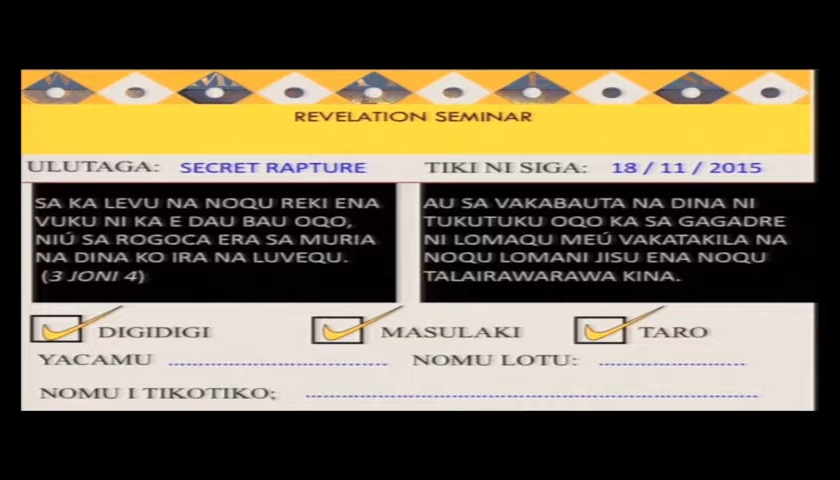 REVELATION SEMINAR
ULUTAGA: SECRET RAPTURE TIKI NI SIGA: 18 / 11 / 2015
SA KA LEVU NA NOQU REKI ENA
VUKU NI KA E DAU BAU OQO,
NIÚ SA ROGOCA ERA SA MURIA
NA DINA KO IRA NA LUVEQU.
(3 JONI 4)
AU SA VAKABAUTA NA DINA NI
TUKUTUKU OQO KA SA GAGADRE
NI LOMAQU MEÚ VAKATAKILA NA
NOQU LOMANI JISU ENA NOQU
TALAIRAWARAWA KINA.
DIGIDIGI MASULAKI TARO
YACAMU ........................ NOMU LOTU: ........................
NOMU I TIKOTIKO; ........................